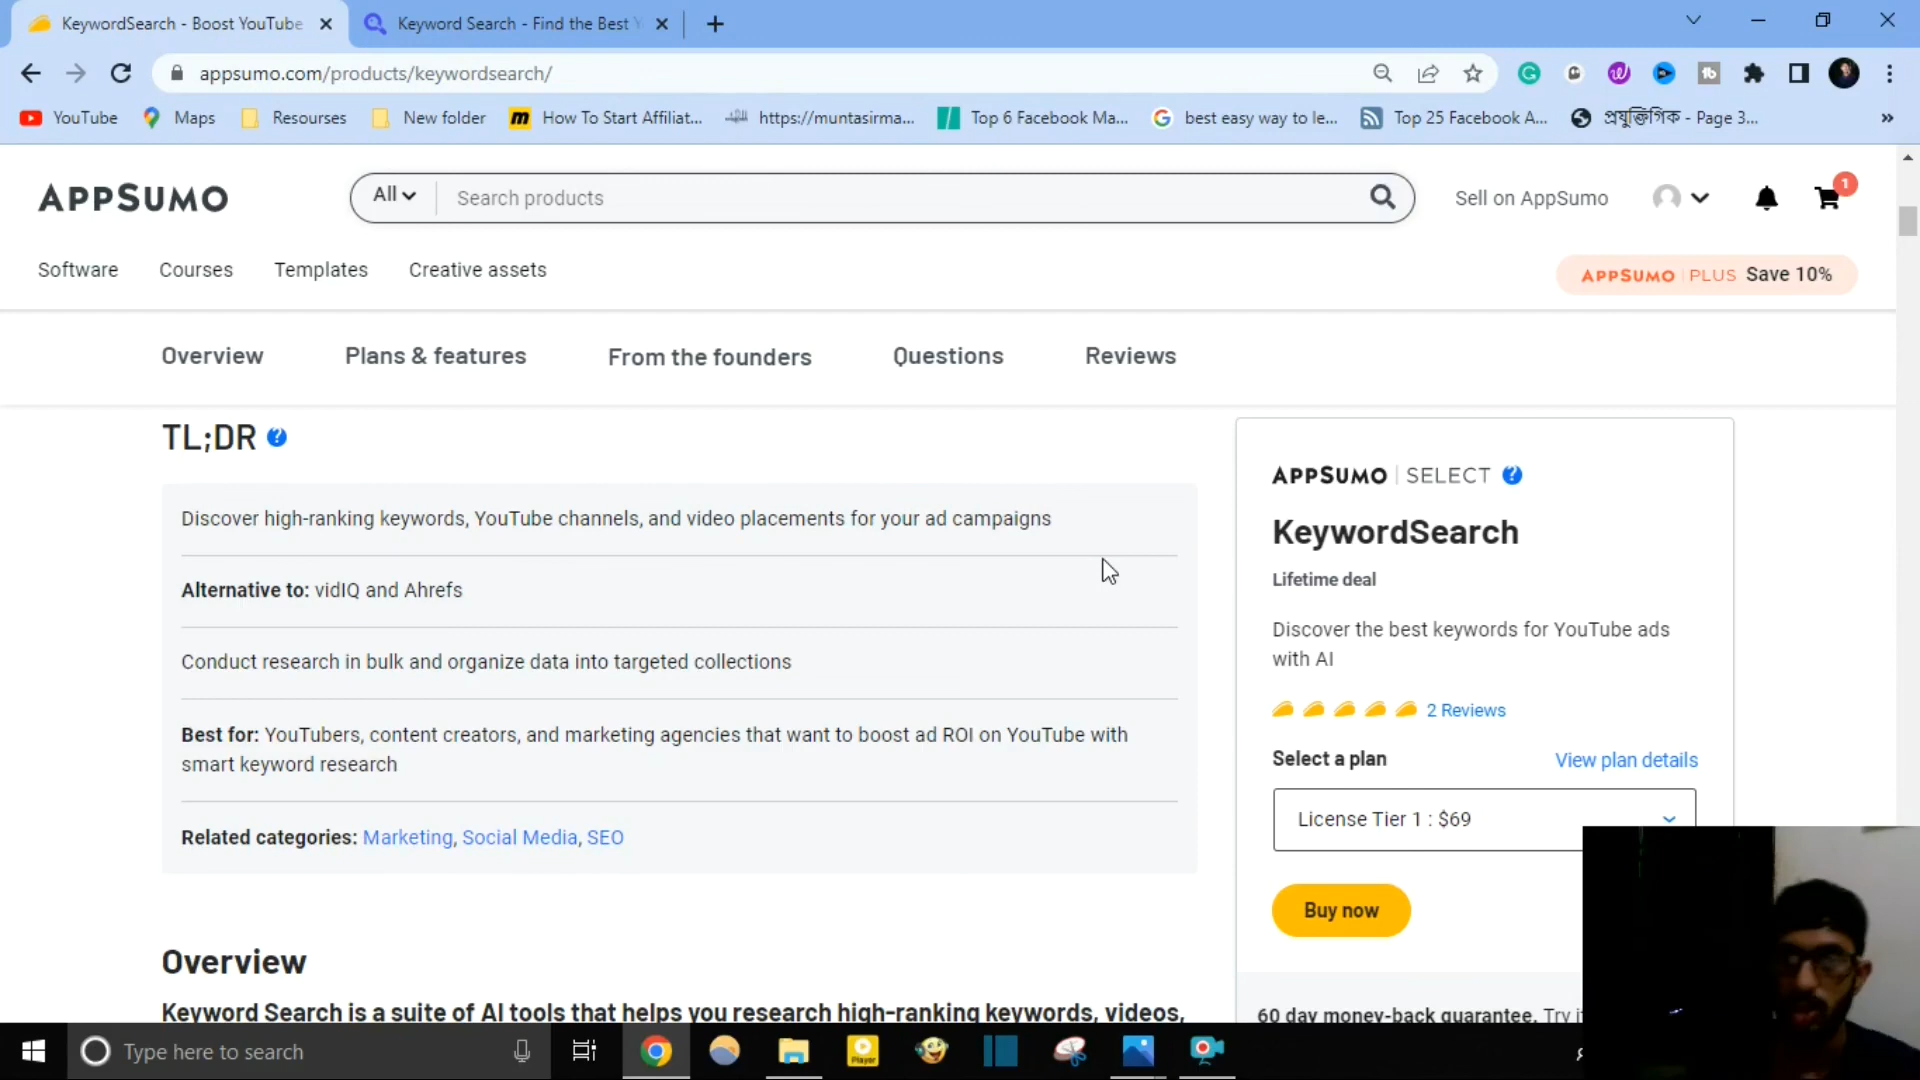 KeywordSearch - Boost YouTube
Keyword Search - Find the Best
appsumo.com/products/keywordsearch/
YouTube
Maps
Resourses
New folder
How To Start Affiliat...
https://muntasirma...
Top 6 Facebook Ma...
best easy way to le...
Top 25 Facebook A...
প্রযুক্তিগিক - Page 3...
»
APPSUMO
All
Search products
Sell on AppSumo
1
Software
Courses
Templates
Creative assets
APPSUMO | PLUS Save 10%
Overview
Plans & features
From the founders
Questions
Reviews
TL;DR ?
Discover high-ranking keywords, YouTube channels, and video placements for your ad campaigns
Alternative to: vidIQ and Ahrefs
Conduct research in bulk and organize data into targeted collections
Best for: YouTubers, content creators, and marketing agencies that want to boost ad ROI on YouTube with
smart keyword research
Related categories: Marketing, Social Media, SEO
Overview
Keyword Search is a suite of AI tools that helps you research high-ranking keywords, videos,
APPSUMO | SELECT ?
KeywordSearch
Lifetime deal
Discover the best keywords for YouTube ads
with AI
2 Reviews
Select a plan
View plan details
License Tier 1 : $69
Buy now
60 day money-back guarantee. Try i
Type here to search
Player